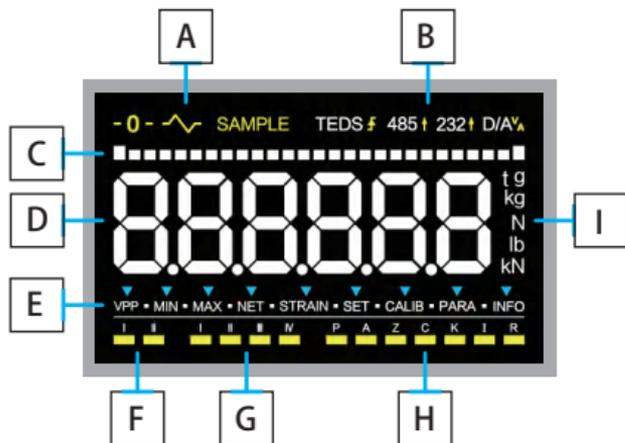 A B
-0- SAMPLE TEDS 485 232 D/A V A
C
D 8.8.8.8.8.8 t g
kg
N
lb
kN
I
E VPP ▪ MIN ▪ MAX ▪ NET ▪ STRAIN ▪ SET ▪ CALIB ▪ PARA ▪ INFO
I II I II III IV P A Z C K I R
F G H